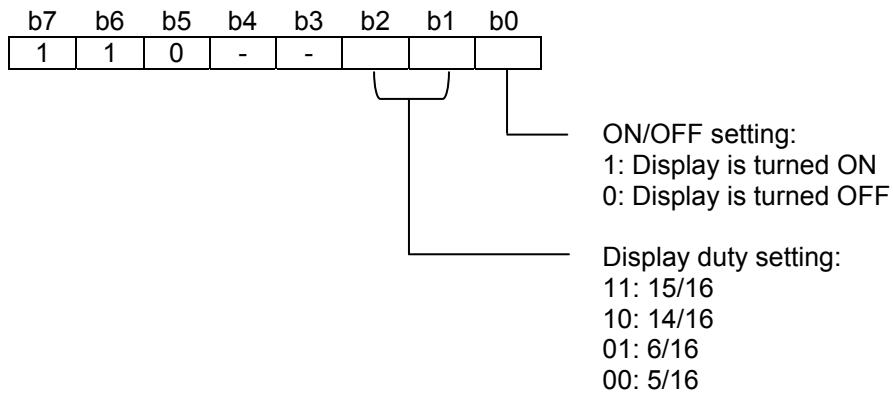 b7 b6 b5 b4 b3 b2 b1 b0
1 1 0 - -
ON/OFF setting:
1: Display is turned ON
0: Display is turned OFF
Display duty setting:
11: 15/16
10: 14/16
01: 6/16
00: 5/16